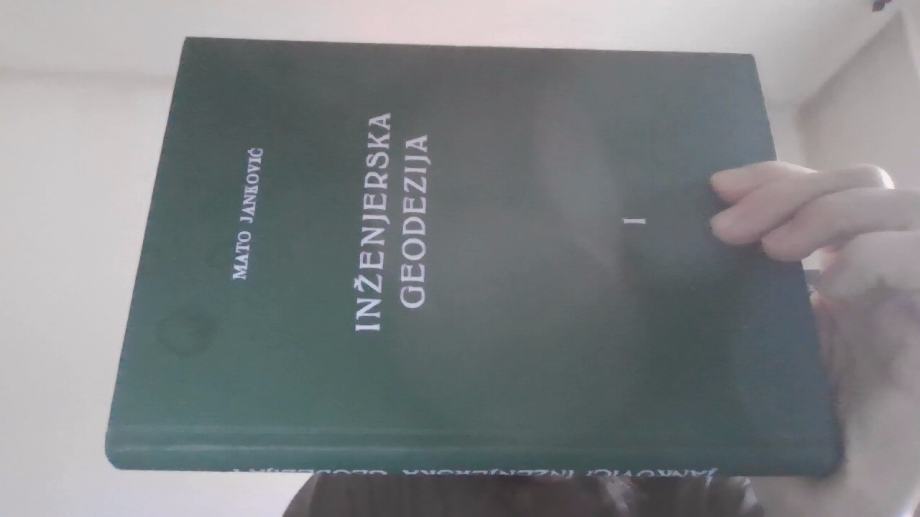 MATO JANKOVIĆ
INŽENJERSKA
GEODEZIJA
I
JANKOVIĆ: INŽENJERSKA GEODEZIJA I